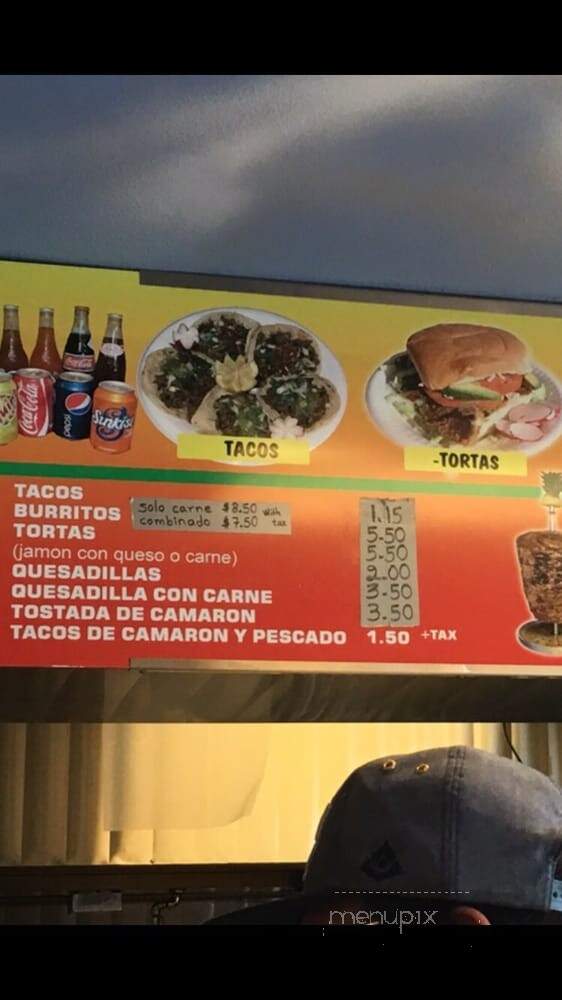 Coca-Cola
Coca-Cola
pepsi
Sunkist
TACOS
-TORTAS
TACOS 1.15
BURRITOS solo carne $8.50 with 5.50
combinado $7.50 tax
TORTAS 5.50
(jamon con queso o carne)
QUESADILLAS 2.00
QUESADILLA CON CARNE 3.50
TOSTADA DE CAMARON 3.50
TACOS DE CAMARON Y PESCADO 1.50 +TAX
menupix